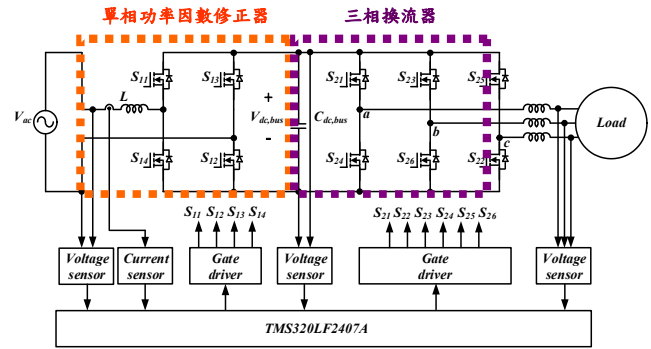 單相功率因數修正器
三相換流器
S11
S13
S21
S23
S25
L
+
Vdc,bus
-
Cdc,bus
a
b
c
Vac
Load
S14
S12
S24
S26
S22
S11 S12 S13 S14
S21 S22 S23 S24 S25 S26
Voltage sensor
Current sensor
Gate driver
Voltage sensor
Gate driver
Voltage sensor
TMS320LF2407A